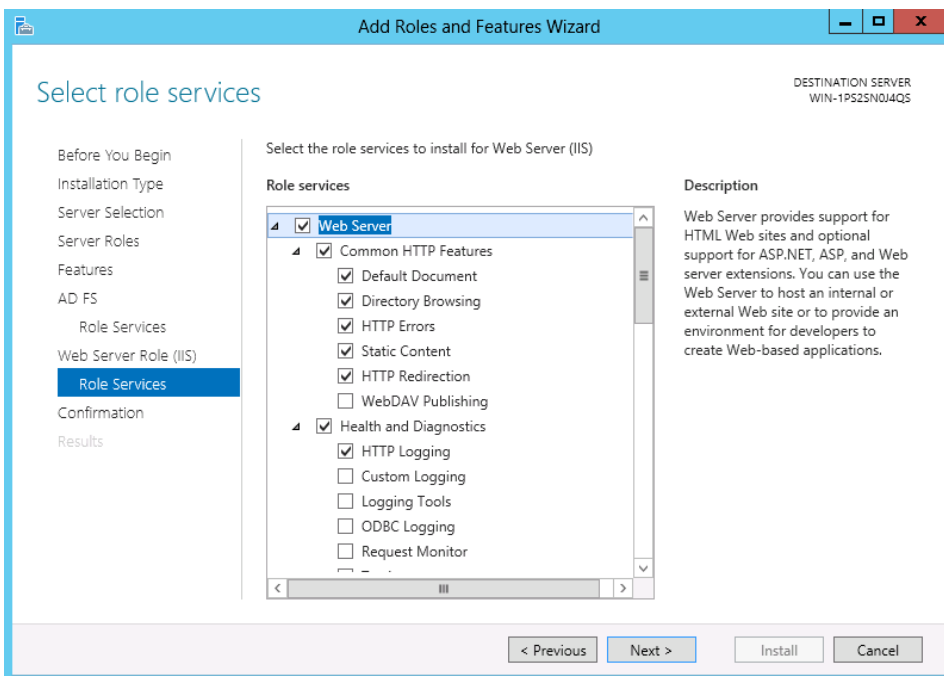 Add Roles and Features Wizard
Select role services
DESTINATION SERVER
WIN-1PS2SN0J4QS
Before You Begin
Installation Type
Server Selection
Server Roles
Features
AD FS
Role Services
Web Server Role (IIS)
Role Services
Confirmation
Results
Select the role services to install for Web Server (IIS)
Role services
Web Server
Common HTTP Features
Default Document
Directory Browsing
HTTP Errors
Static Content
HTTP Redirection
WebDAV Publishing
Health and Diagnostics
HTTP Logging
Custom Logging
Logging Tools
ODBC Logging
Request Monitor
Description
Web Server provides support for
HTML Web sites and optional
support for ASP.NET, ASP, and Web
server extensions. You can use the
Web Server to host an internal or
external Web site or to provide an
environment for developers to
create Web-based applications.
< Previous
Next >
Install
Cancel